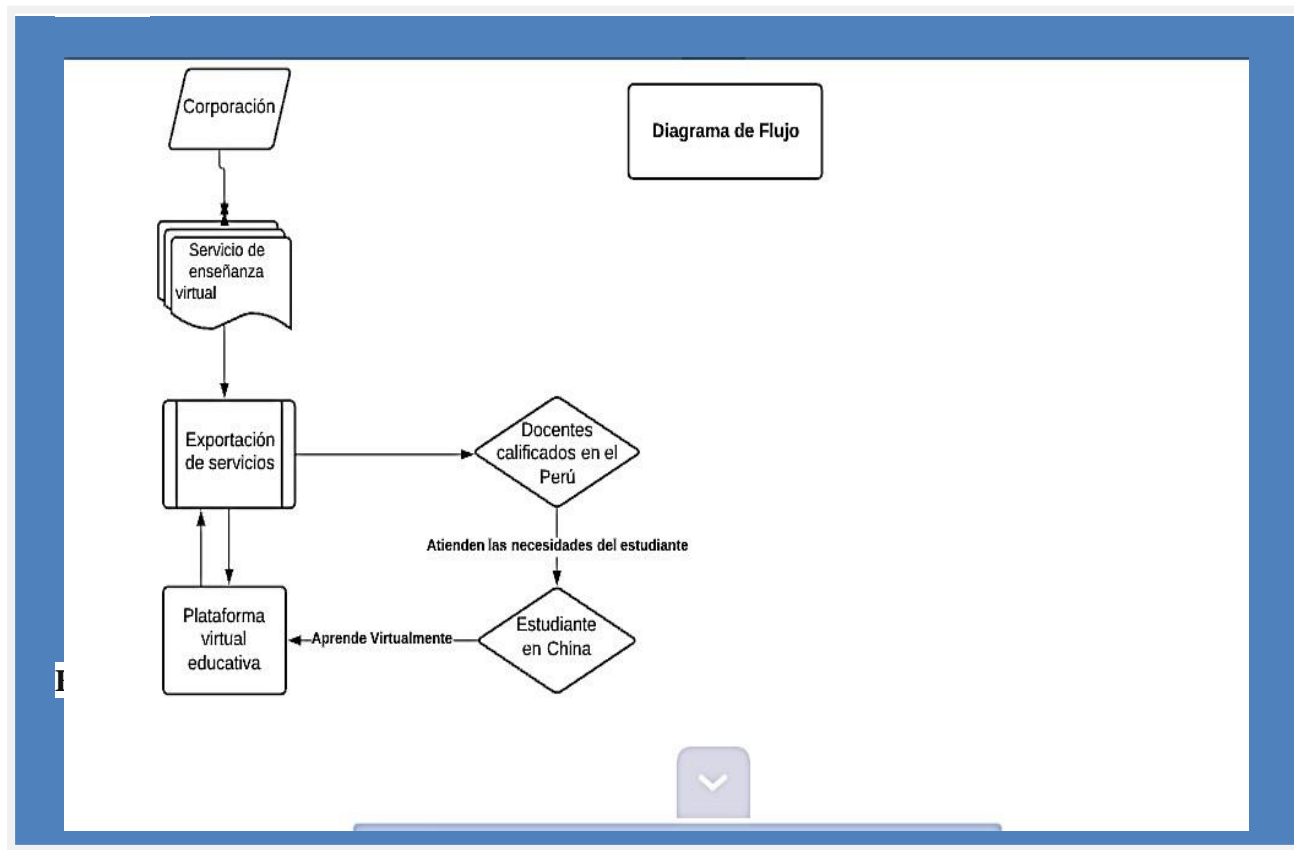 Corporación
Diagrama de Flujo
Servicio de
enseñanza
virtual
Exportación
de servicios
Docentes
calificados en el
Perú
Atienden las necesidades del estudiante
Plataforma
virtual
educativa
Aprende Virtualmente
Estudiante
en China